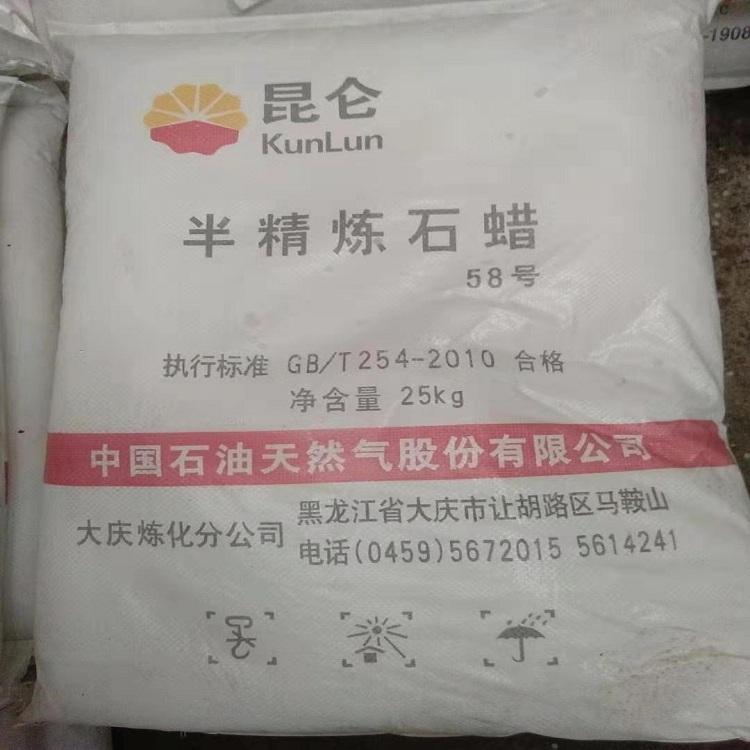 昆仑
KunLun
半精炼石蜡
58号
执行标准 GB/T254-2010 合格
净含量 25kg
中国石油天然气股份有限公司
大庆炼化分公司
黑龙江省大庆市让胡路区马鞍山
电话(0459)5672015 5614241
-1908